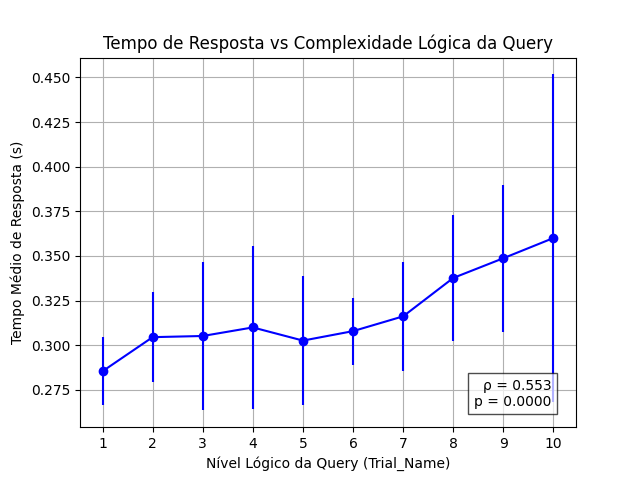 Tempo de Resposta vs Complexidade Lógica da Query
Tempo Médio de Resposta (s)
0.450
0.425
0.400
0.375
0.350
0.325
0.300
0.275
ρ = 0.553
p = 0.0000
1 2 3 4 5 6 7 8 9 10
Nível Lógico da Query (Trial_Name)